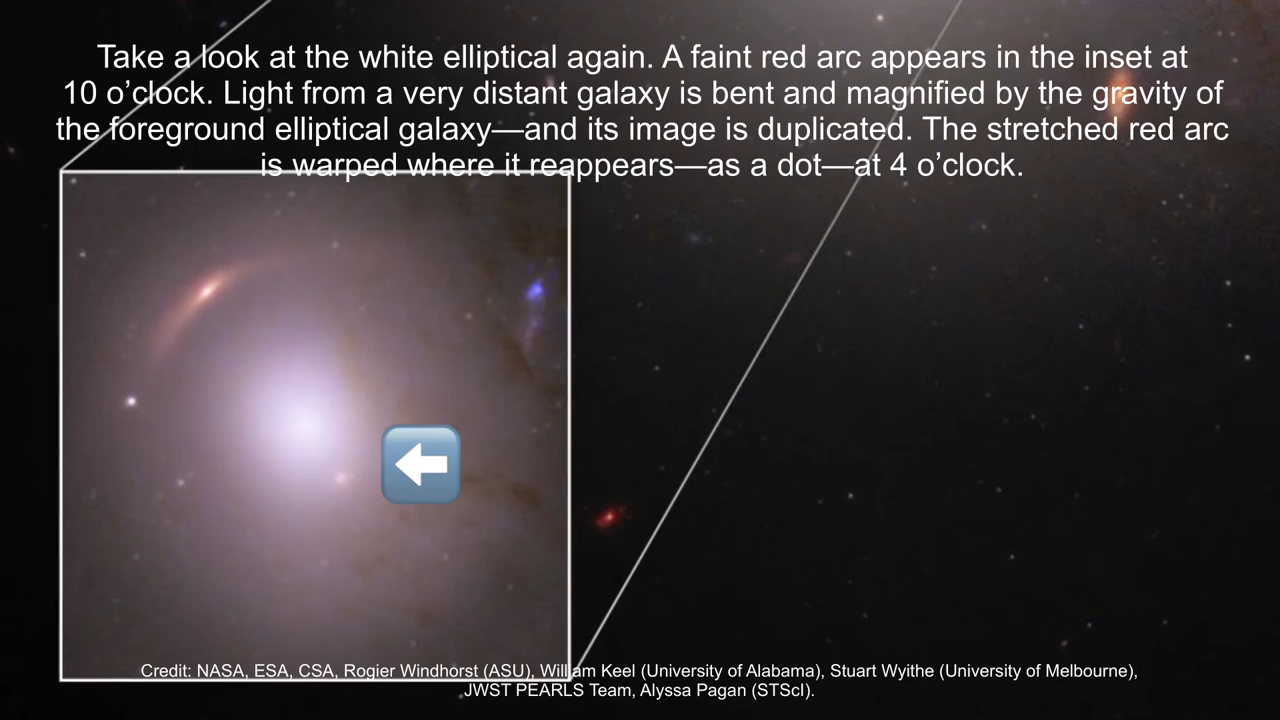 Take a look at the white elliptical again. A faint red arc appears in the inset at
10 o’clock. Light from a very distant galaxy is bent and magnified by the gravity of
the foreground elliptical galaxy—and its image is duplicated. The stretched red arc
is warped where it reappears—as a dot—at 4 o’clock.
Credit: NASA, ESA, CSA, Rogier Windhorst (ASU), William Keel (University of Alabama), Stuart Wyithe (University of Melbourne),
JWST PEARLS Team, Alyssa Pagan (STScI).